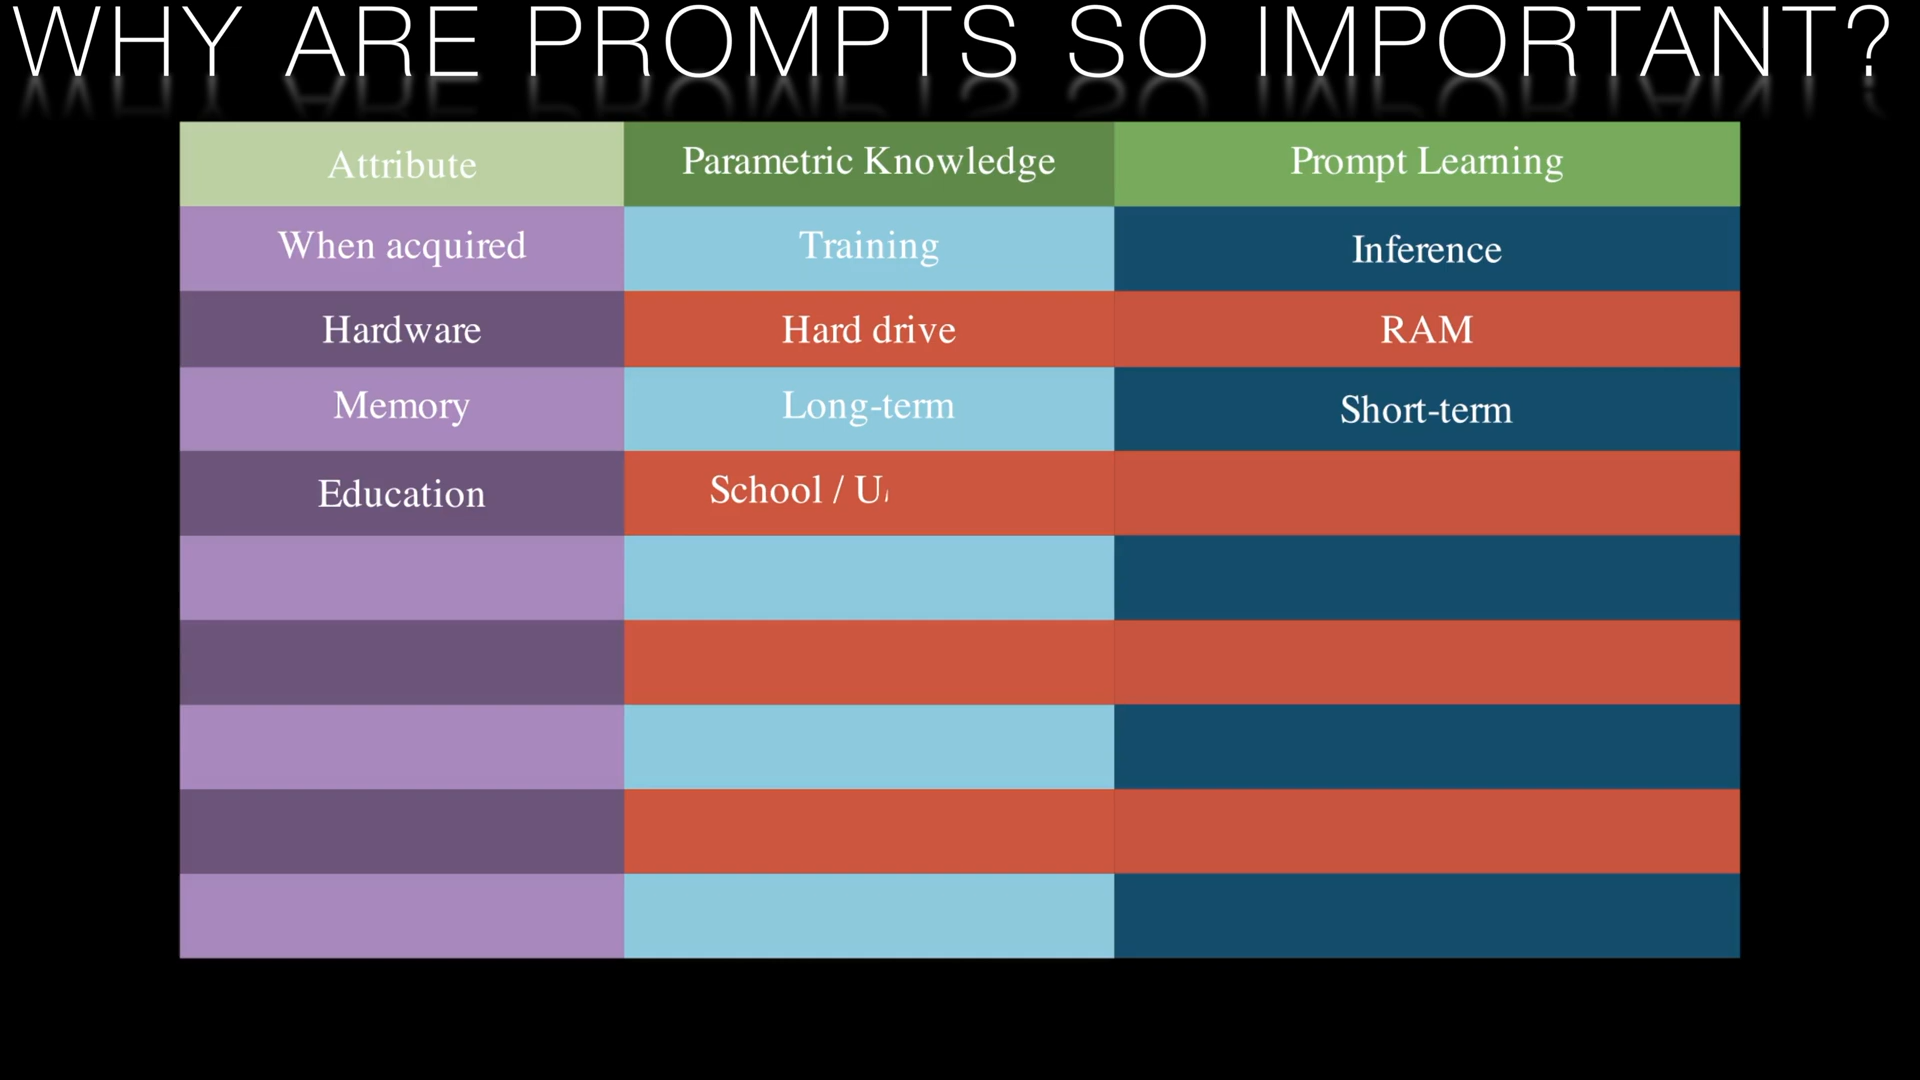 WHY ARE PROMPTS SO IMPORTANT?
Attribute Parametric Knowledge Prompt Learning
When acquired Training Inference
Hardware Hard drive RAM
Memory Long-term Short-term
Education School / U